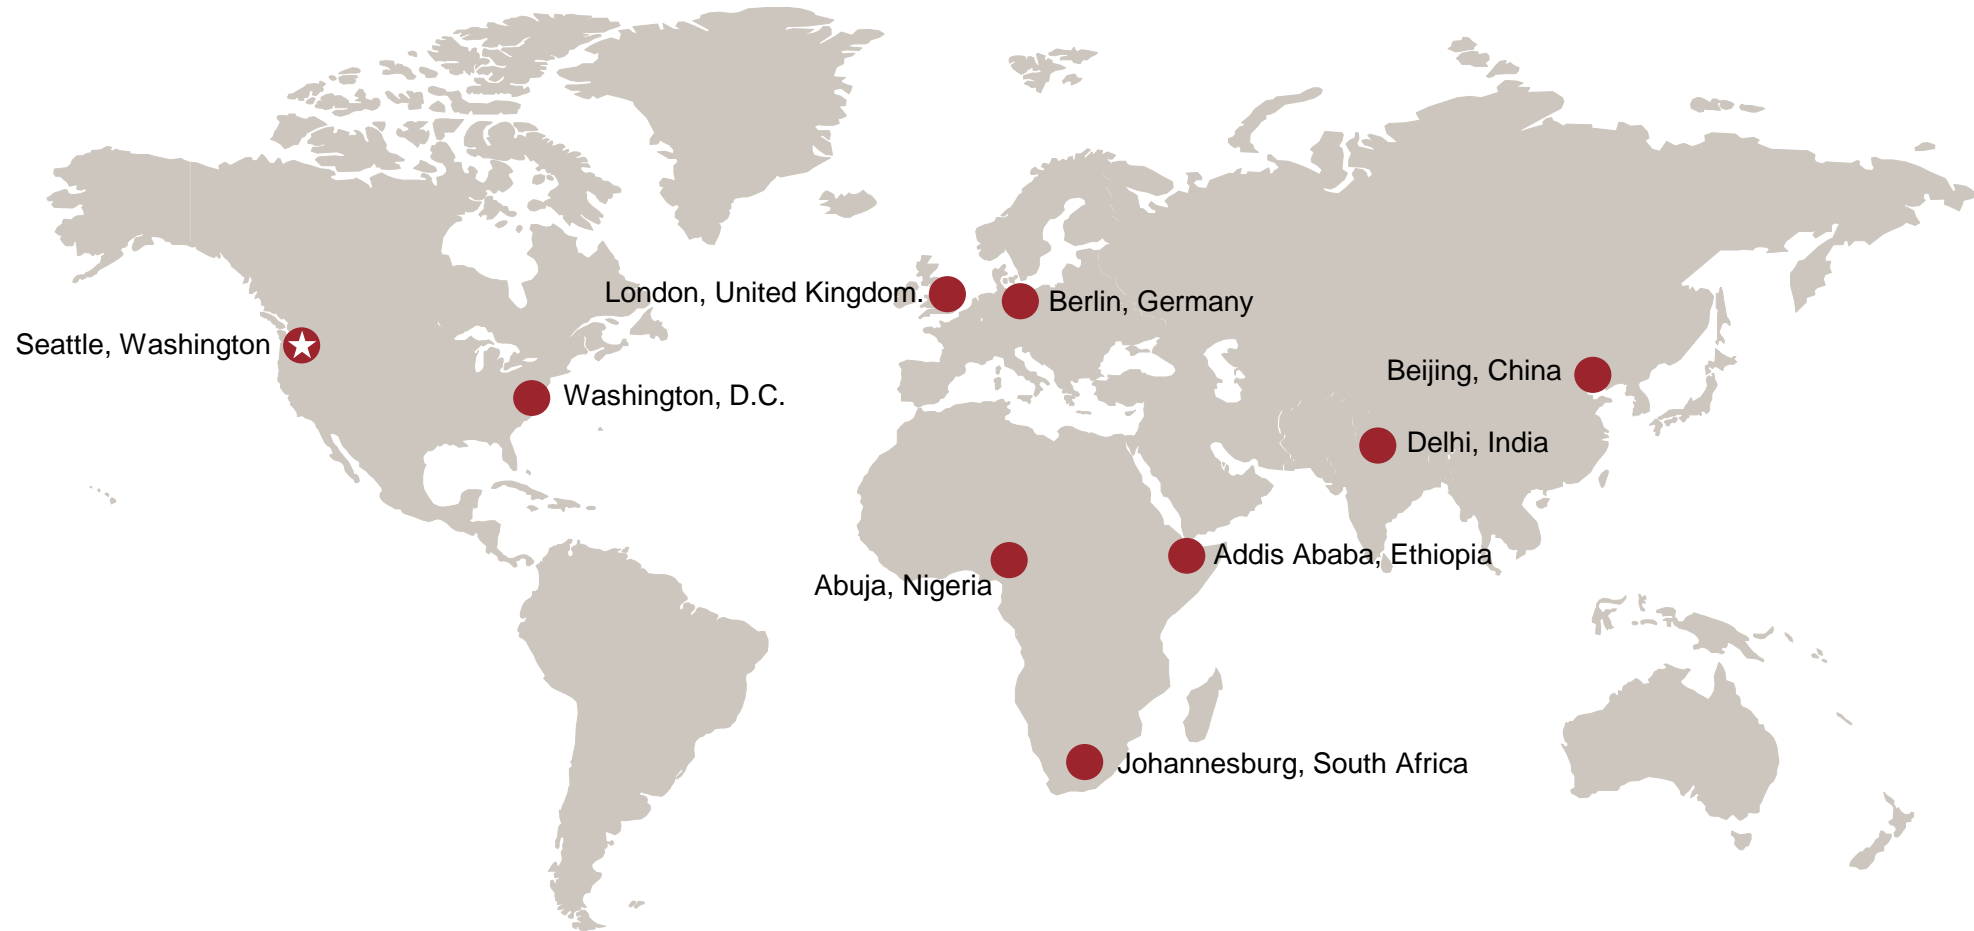 London, United Kingdom.
Berlin, Germany
Seattle, Washington
Beijing, China
Washington, D.C.
Delhi, India
Addis Ababa, Ethiopia
Abuja, Nigeria
Johannesburg, South Africa